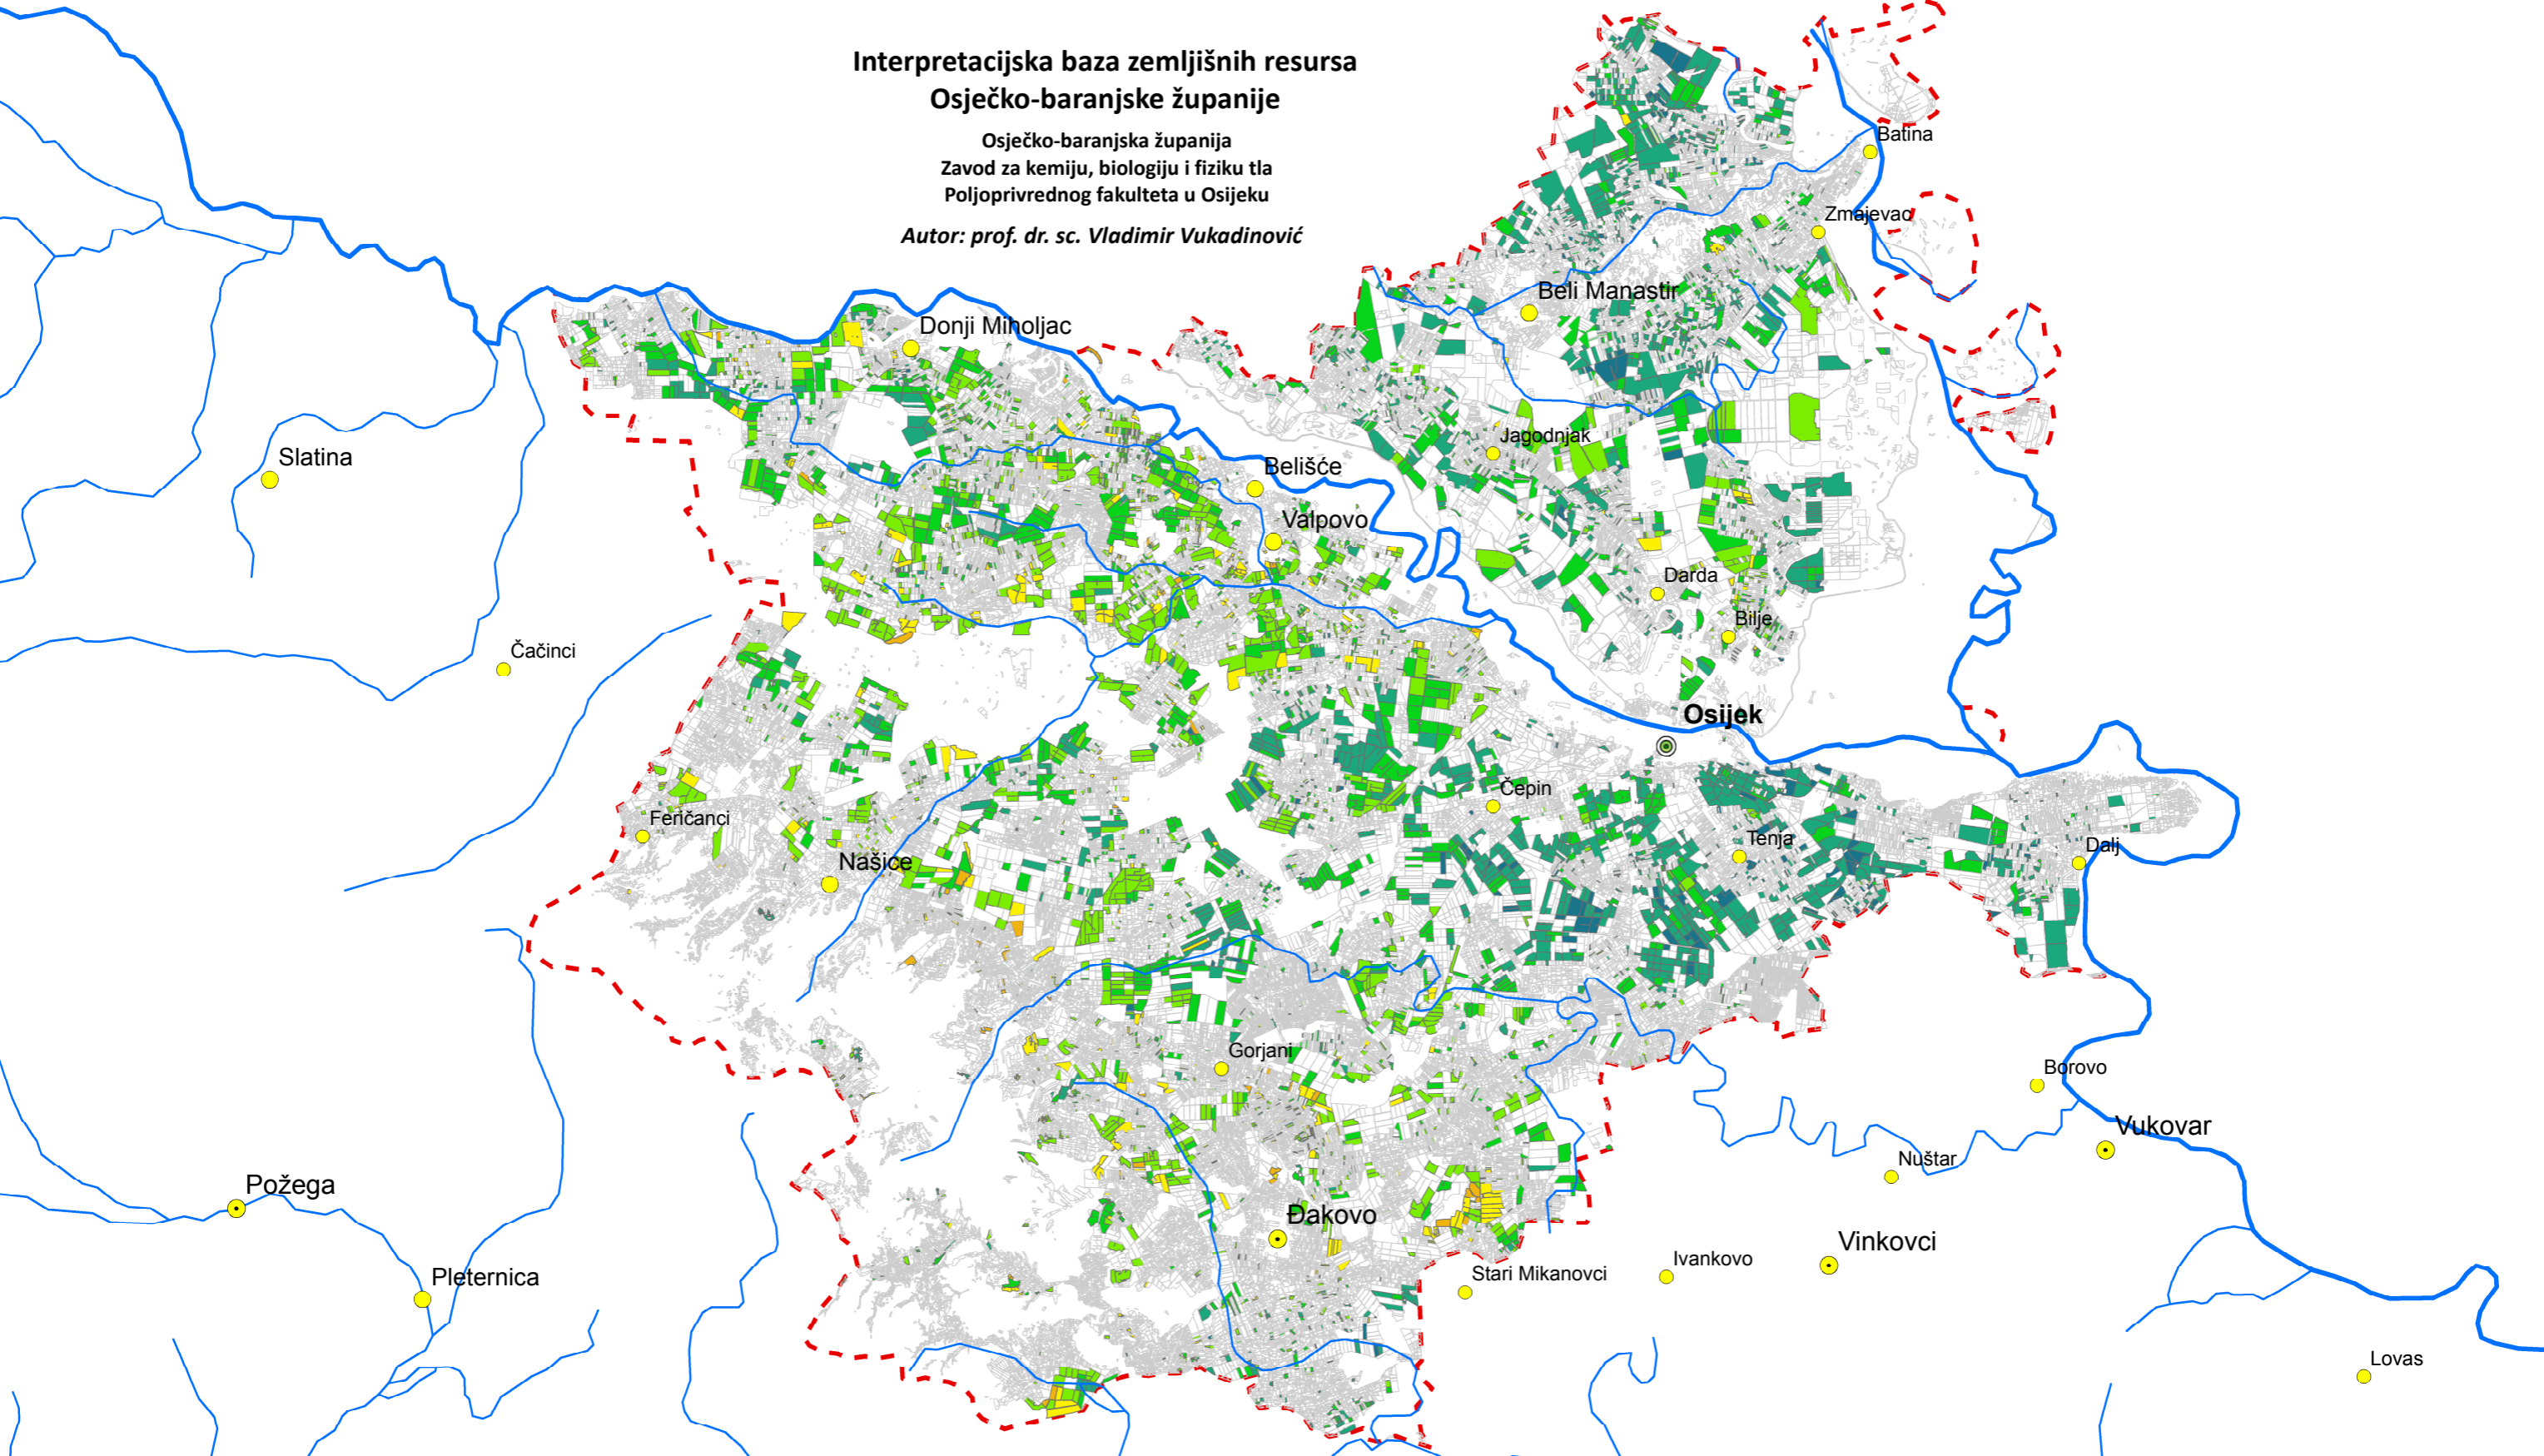 Interpretacijska baza zemljišnih resursa
Osječko-baranjske županije
Osječko-baranjska županija
Zavod za kemiju, biologiju i fiziku tla
Poljoprivrednog fakulteta u Osijeku
Autor: prof. dr. sc. Vladimir Vukadinović
Batina
Zmajevac
Beli Manastir
Donji Miholjac
Jagodnjak
Slatina
Belišće
Valpovo
Darda
Bilje
Čačinci
Osijek
Čepin
Feričanci
Tenja
Dalj
Našice
Gorjani
Borovo
Vukovar
Nuštar
Požega
Đakovo
Vinkovci
Ivankovo
Stari Mikanovci
Pleternica
Lovas